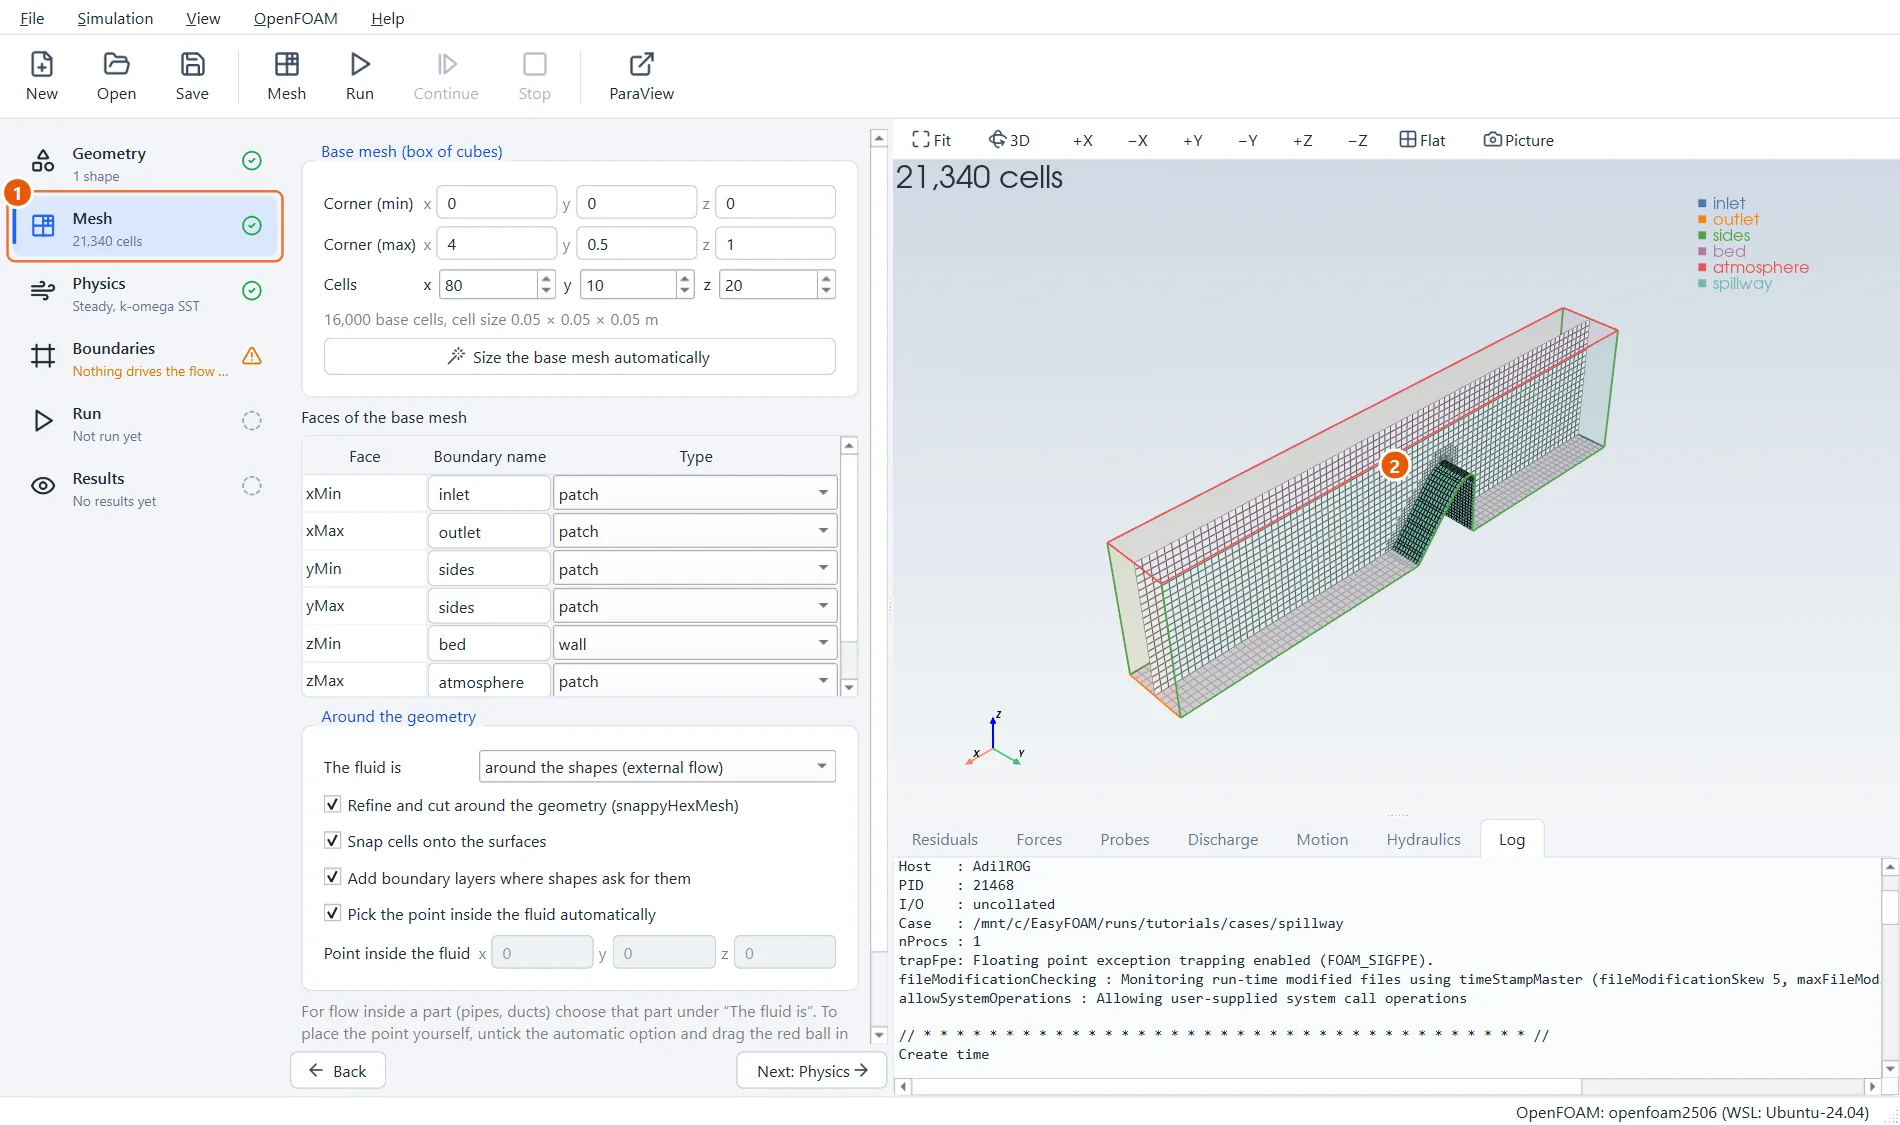 File Simulation View OpenFOAM Help
New Open Save Mesh Run Continue Stop ParaView
Geometry
1 shape
1
Mesh
21,340 cells
Physics
Steady, k-omega SST
Boundaries
Nothing drives the flow ...
Run
Not run yet
Results
No results yet
Base mesh (box of cubes)
Corner (min) x 0 y 0 z 0
Corner (max) x 4 y 0.5 z 1
Cells x 80 y 10 z 20
16,000 base cells, cell size 0.05 × 0.05 × 0.05 m
Size the base mesh automatically
Faces of the base mesh
Face Boundary name Type
xMin inlet patch
xMax outlet patch
yMin sides patch
yMax sides patch
zMin bed wall
zMax atmosphere patch
Around the geometry
The fluid is around the shapes (external flow)
Refine and cut around the geometry (snappyHexMesh)
Snap cells onto the surfaces
Add boundary layers where shapes ask for them
Pick the point inside the fluid automatically
Point inside the fluid x 0 y 0 z 0
For flow inside a part (pipes, ducts) choose that part under “The fluid is”. To
place the point yourself, untick the automatic option and drag the red ball in
Back Next: Physics
Fit 3D +X −X +Y −Y +Z −Z Flat Picture
21,340 cells
inlet
outlet
sides
bed
atmosphere
spillway
2
Z
X
Y
Residuals Forces Probes Discharge Motion Hydraulics Log
Host : AdilROG
PID : 21468
I/O : uncollated
Case : /mnt/c/EasyFOAM/runs/tutorials/cases/spillway
nProcs : 1
trapFpe: Floating point exception trapping enabled (FOAM_SIGFPE).
fileModificationChecking : Monitoring run-time modified files using timeStampMaster (fileModificationSkew 5, maxFileMod
allowSystemOperations : Allowing user-supplied system call operations
// * * * * * * * * * * * * * * * * * * * * * * * * * * * * * * * * * * * * * //
Create time
OpenFOAM: openfoam2506 (WSL: Ubuntu-24.04)